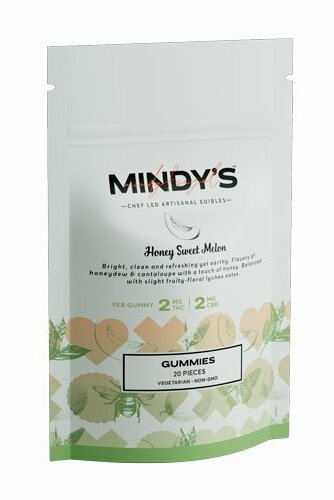 MINDY'S™
CHEF LED ARTISANAL EDIBLES
Honey Sweet Melon
Bright, clean and refreshing yet earthy. Flavors of
honeydew & cantaloupe with a touch of honey. Balanced
with slight fruity-floral lychee notes.
PER GUMMY 2 MG THC | 2 MG CBD
GUMMIES
20 PIECES
VEGETARIAN • NON-GMO